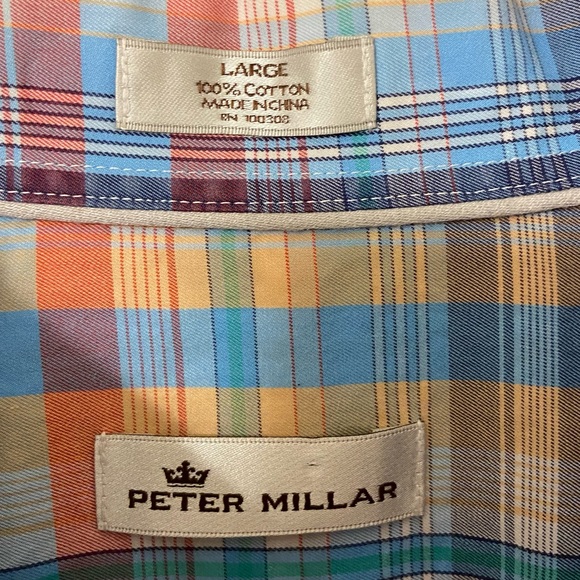 LARGE
100% COTTON
MADE IN CHINA
RN 100308
PETER MILLAR